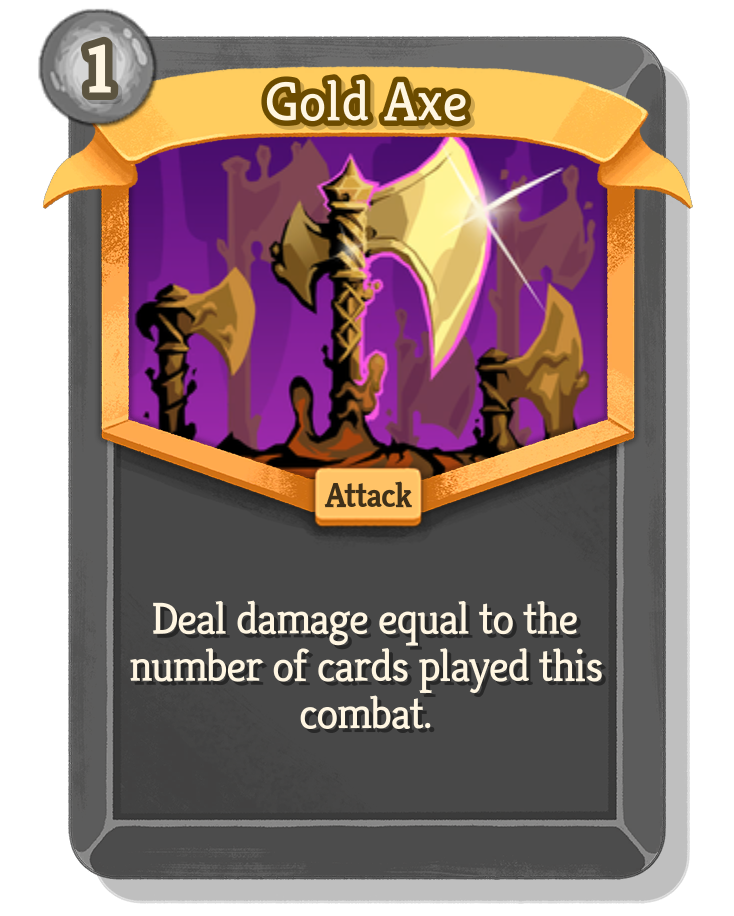 1
Gold Axe
Attack
Deal damage equal to the
number of cards played this
combat.